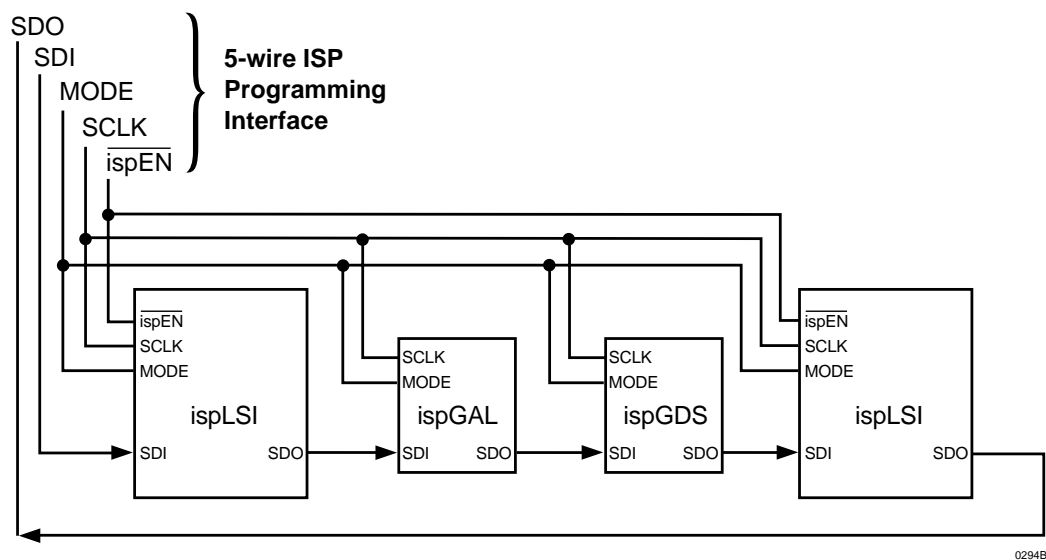 SDO
SDI
MODE
SCLK
ispEN
5-wire ISP
Programming
Interface
ispEN
SCLK
MODE
ispLSI
SDI
SDO
SCLK
MODE
ispGAL
SDI
SDO
SCLK
MODE
ispGDS
SDI
SDO
ispEN
SCLK
MODE
ispLSI
SDI
SDO
0294B